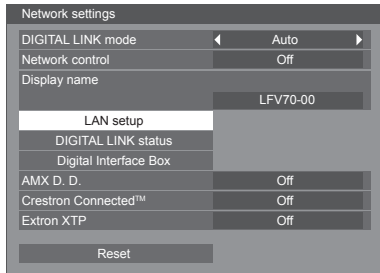 Network settings
DIGITAL LINK mode Auto
Network control Off
Display name
LFV70-00
LAN setup
DIGITAL LINK status
Digital Interface Box
AMX D. D. Off
Crestron Connected™ Off
Extron XTP Off
Reset